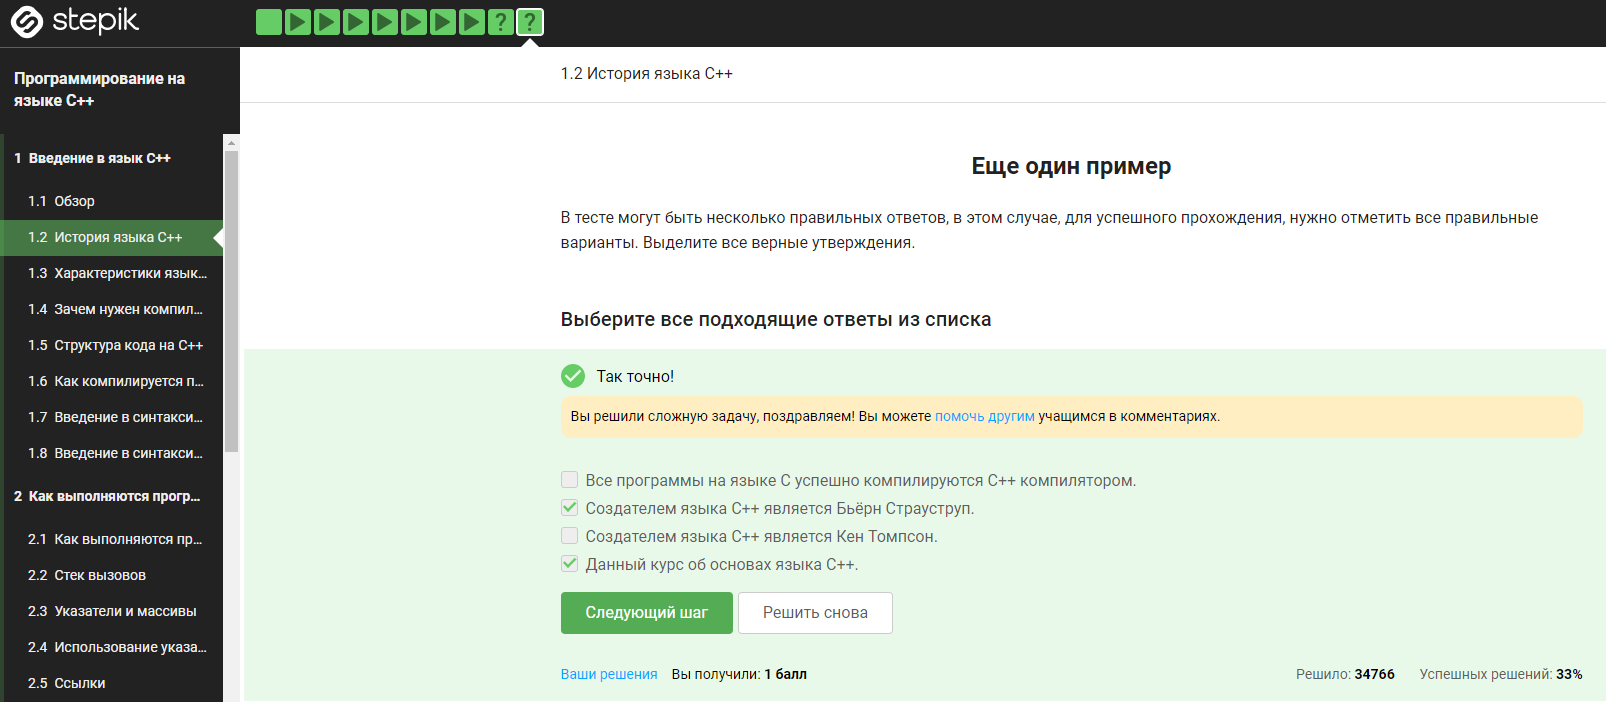 stepik
? ?
Программирование на
языке C++
1 Введение в язык C++
1.1 Обзор
1.2 История языка C++
1.3 Характеристики язык...
1.4 Зачем нужен компил...
1.5 Структура кода на C++
1.6 Как компилируется п...
1.7 Введение в синтакси...
1.8 Введение в синтакси...
2 Как выполняются прогр...
2.1 Как выполняются пр...
2.2 Стек вызовов
2.3 Указатели и массивы
2.4 Использование указа...
2.5 Ссылки
1.2 История языка C++
Еще один пример
В тесте могут быть несколько правильных ответов, в этом случае, для успешного прохождения, нужно отметить все правильные
варианты. Выделите все верные утверждения.
Выберите все подходящие ответы из списка
Так точно!
Вы решили сложную задачу, поздравляем! Вы можете помочь другим учащимся в комментариях.
Все программы на языке C успешно компилируются C++ компилятором.
Создателем языка C++ является Бьёрн Страуструп.
Создателем языка C++ является Кен Томпсон.
Данный курс об основах языка C++.
Следующий шаг Решить снова
Ваши решения Вы получили: 1 балл Решило: 34766 Успешных решений: 33%